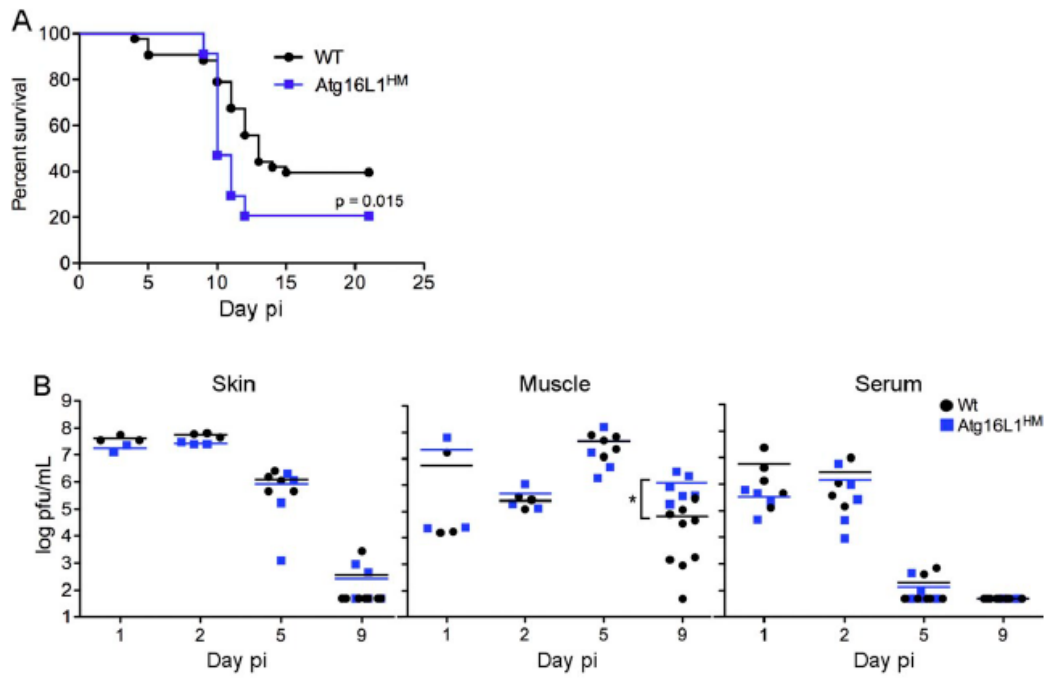 A
100
80
60
40
20
0
Percent survival
WT
Atg16L1HM
p = 0.015
0 5 10 15 20 25
Day pi
B
Skin Muscle Serum
9
8
7
6
5
4
3
2
1
log pfu/mL
Wt
Atg16L1HM
*
1 2 5 9 1 2 5 9 1 2 5 9
Day pi Day pi Day pi